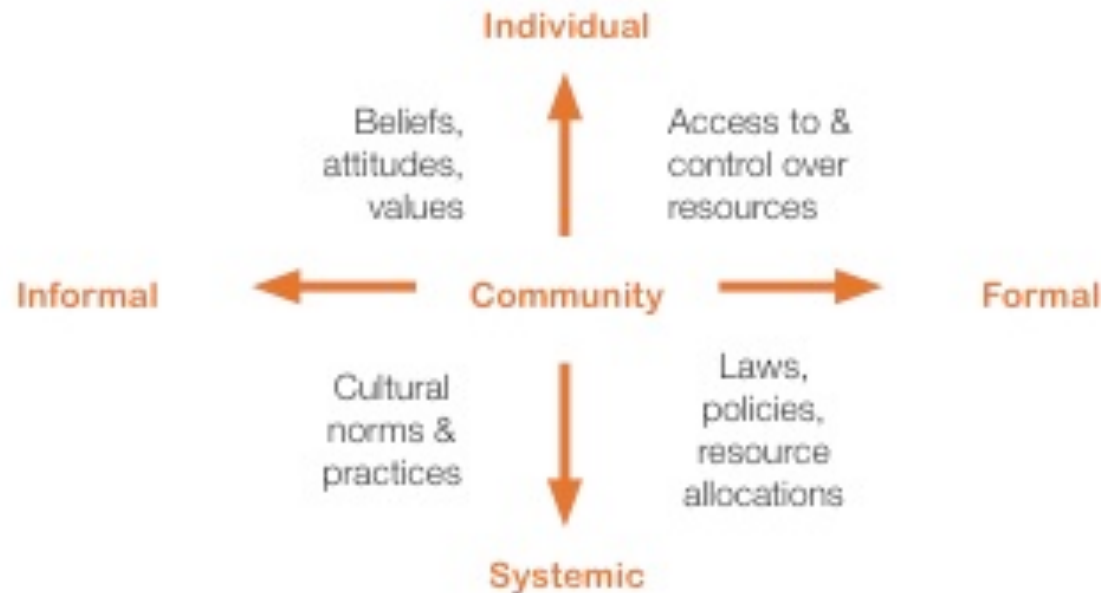 Individual
Beliefs,
attitudes,
values
Access to &
control over
resources
Informal
Community
Formal
Cultural
norms &
practices
Laws,
policies,
resource
allocations
Systemic